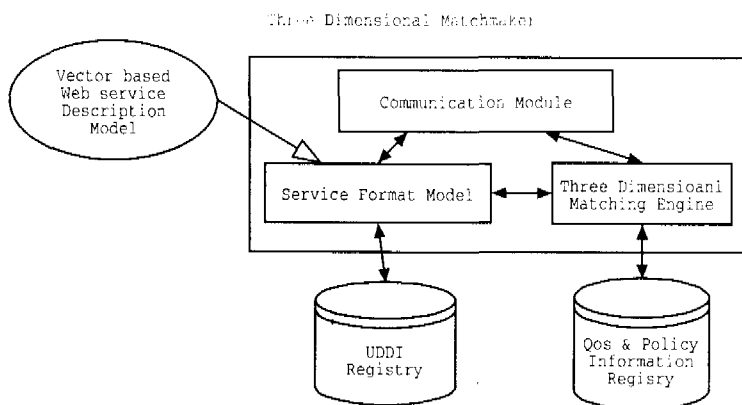 Three Dimensional Matchmaker
Vector based
Web service
Description
Model
Communication Module
Service Format Model
Three Dimensioanl
Matching Engine
UDDI
Registry
Qos & Policy
Information
Regisry